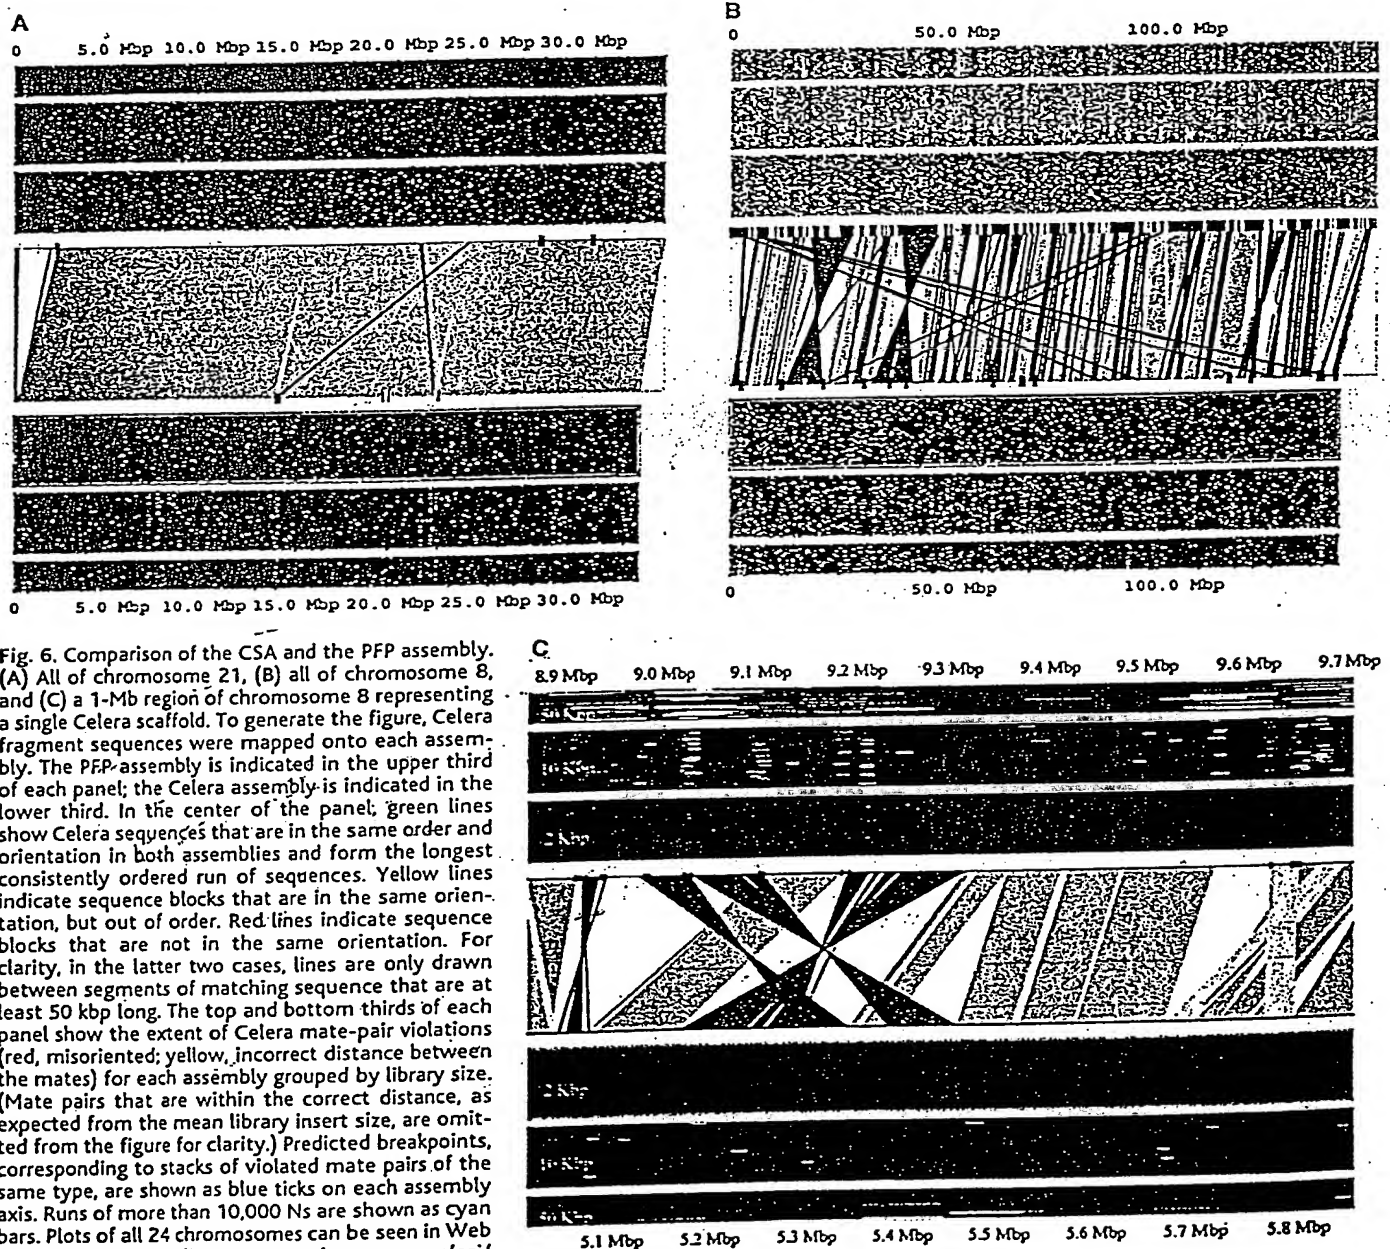 A
0 5.0 Mbp 10.0 Mbp 15.0 Mbp 20.0 Mbp 25.0 Mbp 30.0 Mbp
0 5.0 Mbp 10.0 Mbp 15.0 Mbp 20.0 Mbp 25.0 Mbp 30.0 Mbp
B
0 50.0 Mbp 100.0 Mbp
0 50.0 Mbp 100.0 Mbp
Fig. 6. Comparison of the CSA and the PFP assembly.
(A) All of chromosome 21, (B) all of chromosome 8,
and (C) a 1-Mb region of chromosome 8 representing
a single Celera scaffold. To generate the figure, Celera
fragment sequences were mapped onto each assem-
bly. The PFP assembly is indicated in the upper third
of each panel; the Celera assembly is indicated in the
lower third. In the center of the panel, green lines
show Celera sequences that are in the same order and
orientation in both assemblies and form the longest
consistently ordered run of sequences. Yellow lines
indicate sequence blocks that are in the same orien-
tation, but out of order. Red lines indicate sequence
blocks that are not in the same orientation. For
clarity, in the latter two cases, lines are only drawn
between segments of matching sequence that are at
least 50 kbp long. The top and bottom thirds of each
panel show the extent of Celera mate-pair violations
(red, misoriented; yellow, incorrect distance between
the mates) for each assembly grouped by library size.
(Mate pairs that are within the correct distance, as
expected from the mean library insert size, are omit-
ted from the figure for clarity.) Predicted breakpoints,
corresponding to stacks of violated mate pairs of the
same type, are shown as blue ticks on each assembly
axis. Runs of more than 10,000 Ns are shown as cyan
bars. Plots of all 24 chromosomes can be seen in Web
C
8.9 Mbp 9.0 Mbp 9.1 Mbp 9.2 Mbp 9.3 Mbp 9.4 Mbp 9.5 Mbp 9.6 Mbp 9.7 Mbp
50 Kbp
10 Kbp
2 Kbp
2 Kbp
10 Kbp
50 Kbp
5.1 Mbp 5.2 Mbp 5.3 Mbp 5.4 Mbp 5.5 Mbp 5.6 Mbp 5.7 Mbp 5.8 Mbp